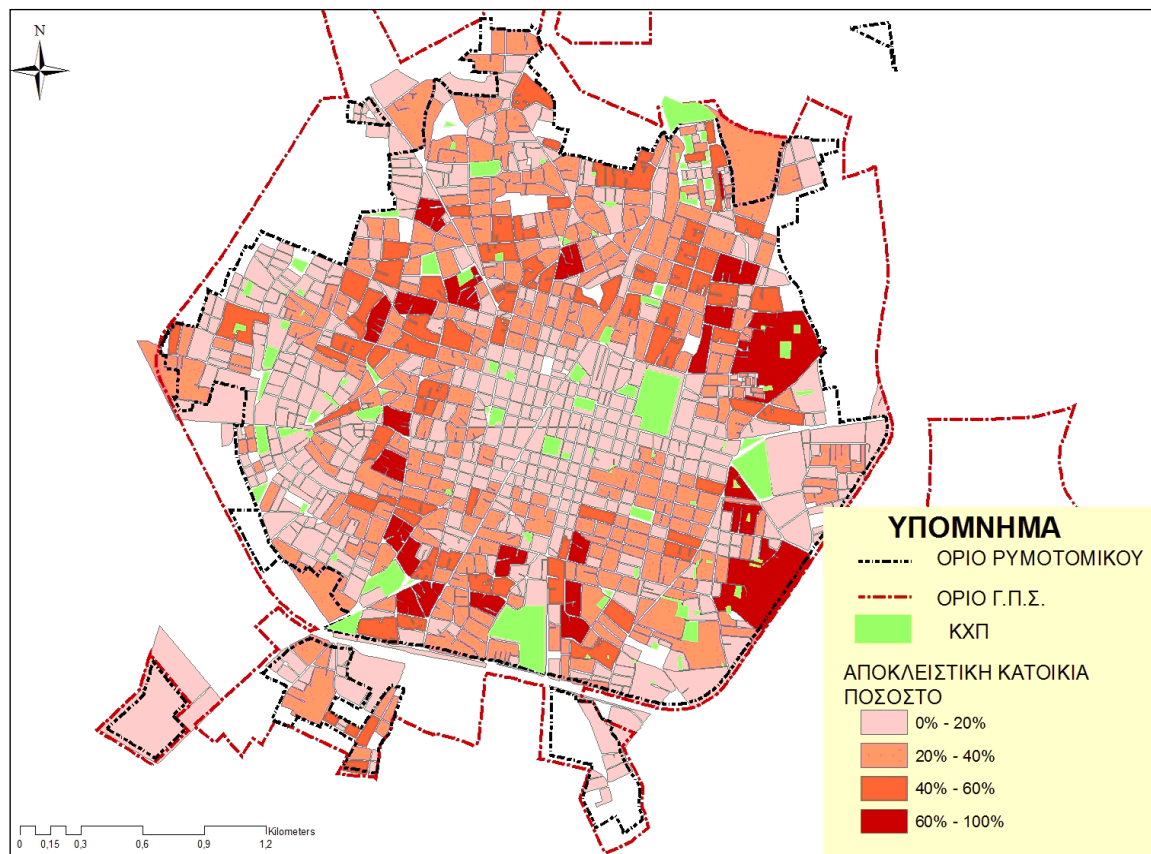 N
ΥΠΟΜΝΗΜΑ
ΟΡΙΟ ΡΥΜΟΤΟΜΙΚΟΥ
ΟΡΙΟ Γ.Π.Σ.
ΚΧΠ
ΑΠΟΚΛΕΙΣΤΙΚΗ ΚΑΤΟΙΚΙΑ
ΠΟΣΟΣΤΟ
0% - 20%
20% - 40%
40% - 60%
60% - 100%
Kilometers
0 0,15 0,3 0,6 0,9 1,2